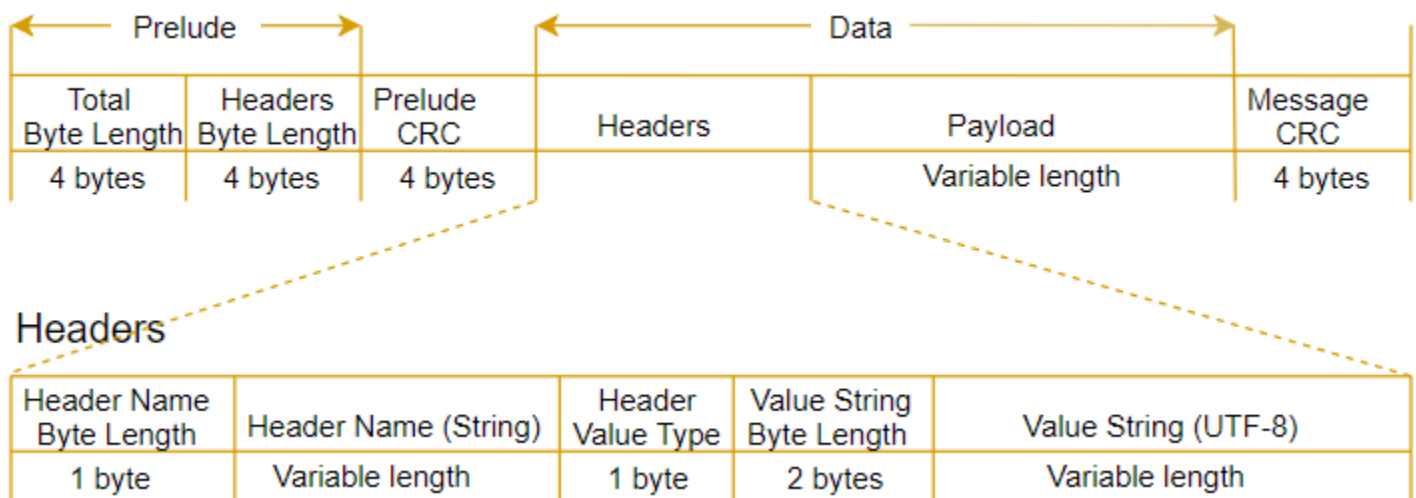 Prelude
Data
Total
Byte Length
Headers
Byte Length
Prelude
CRC
Headers
Payload
Message
CRC
4 bytes
4 bytes
4 bytes
Variable length
4 bytes
Headers
Header Name
Byte Length
Header Name (String)
Header
Value Type
Value String
Byte Length
Value String (UTF-8)
1 byte
Variable length
1 byte
2 bytes
Variable length